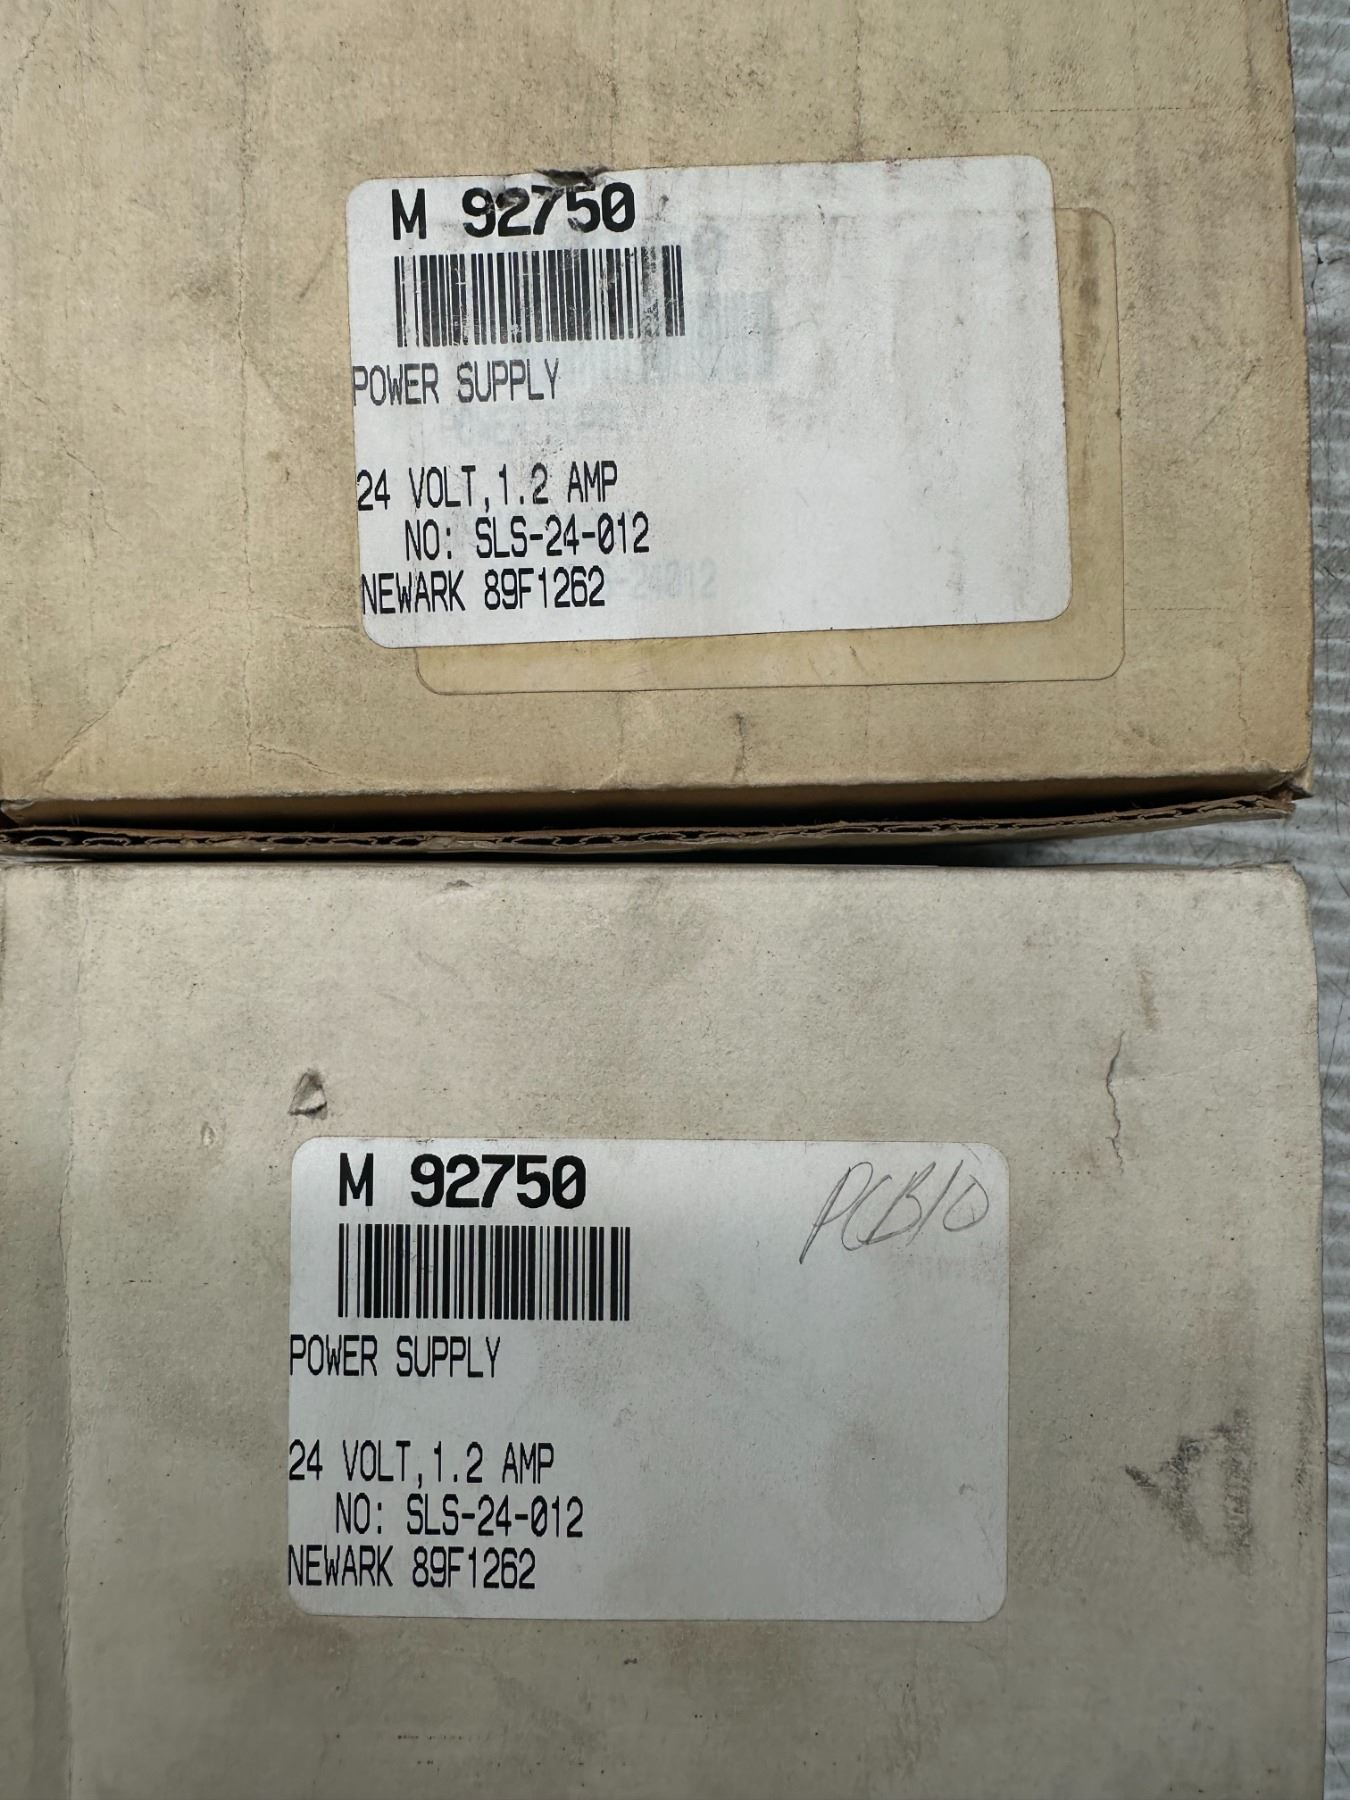 M 92750
POWER SUPPLY
24 VOLT,1.2 AMP
NO: SLS-24-012
NEWARK 89F1262
M 92750
PCB10
POWER SUPPLY
24 VOLT,1.2 AMP
NO: SLS-24-012
NEWARK 89F1262